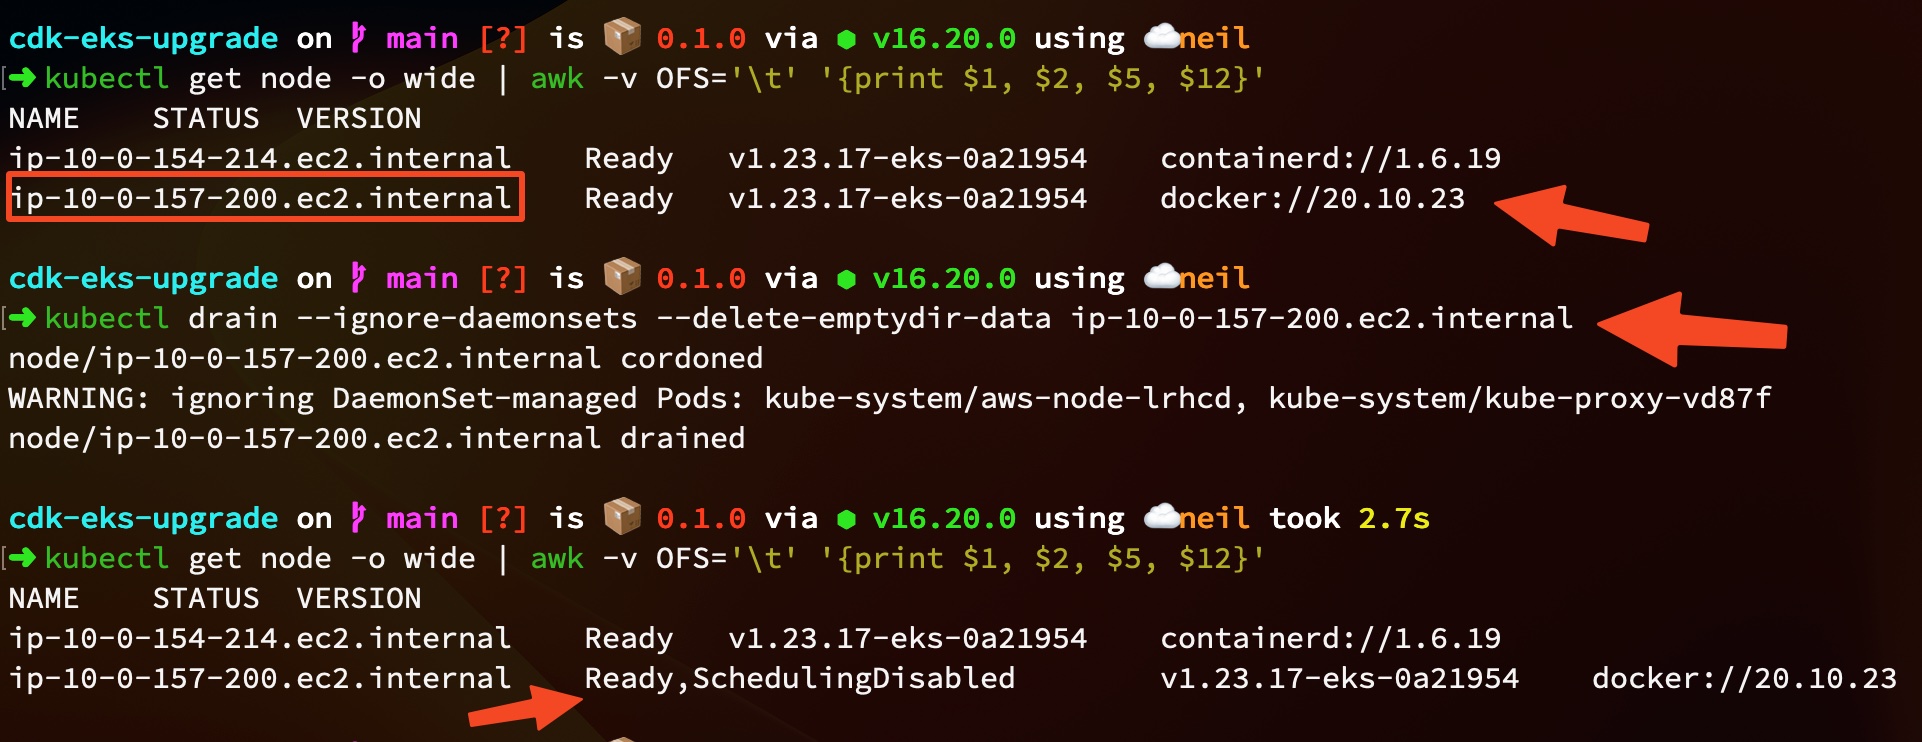 cdk-eks-upgrade on main [?] is 📦 0.1.0 via ⬢ v16.20.0 using ☁️neil
➜ kubectl get node -o wide | awk -v OFS='\t' '{print $1, $2, $5, $12}'
NAME STATUS VERSION
ip-10-0-154-214.ec2.internal Ready v1.23.17-eks-0a21954 containerd://1.6.19
ip-10-0-157-200.ec2.internal Ready v1.23.17-eks-0a21954 docker://20.10.23
cdk-eks-upgrade on main [?] is 📦 0.1.0 via ⬢ v16.20.0 using ☁️neil
➜ kubectl drain --ignore-daemonsets --delete-emptydir-data ip-10-0-157-200.ec2.internal
node/ip-10-0-157-200.ec2.internal cordoned
WARNING: ignoring DaemonSet-managed Pods: kube-system/aws-node-lrhcd, kube-system/kube-proxy-vd87f
node/ip-10-0-157-200.ec2.internal drained
cdk-eks-upgrade on main [?] is 📦 0.1.0 via ⬢ v16.20.0 using ☁️neil took 2.7s
➜ kubectl get node -o wide | awk -v OFS='\t' '{print $1, $2, $5, $12}'
NAME STATUS VERSION
ip-10-0-154-214.ec2.internal Ready v1.23.17-eks-0a21954 containerd://1.6.19
ip-10-0-157-200.ec2.internal Ready,SchedulingDisabled v1.23.17-eks-0a21954 docker://20.10.23